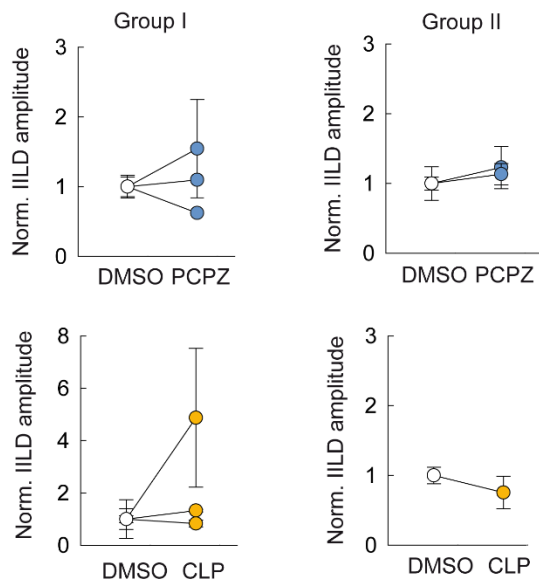 Group I
Norm. IILD amplitude
3
2
1
0
DMSO PCPZ
Group II
Norm. IILD amplitude
3
2
1
0
DMSO PCPZ
Norm. IILD amplitude
8
6
4
2
0
DMSO CLP
Norm. IILD amplitude
3
2
1
0
DMSO CLP